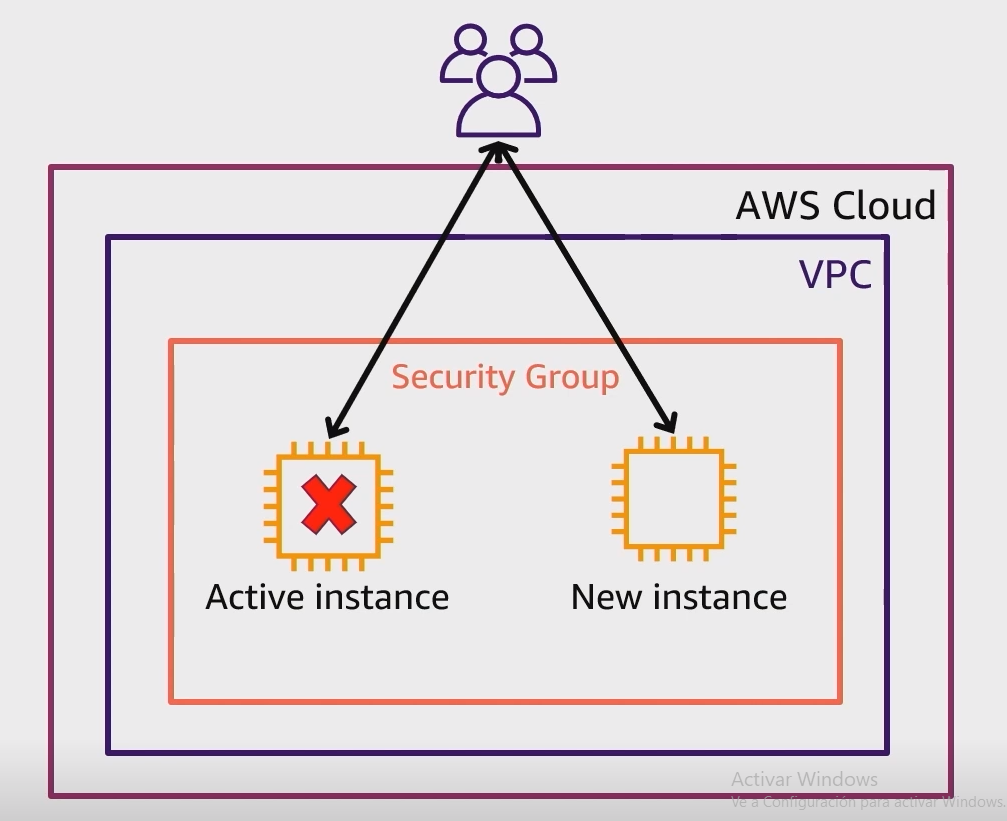 AWS Cloud
VPC
Security Group
Active instance
New instance
Activar Windows
Ve a Configuración para activar Windows.